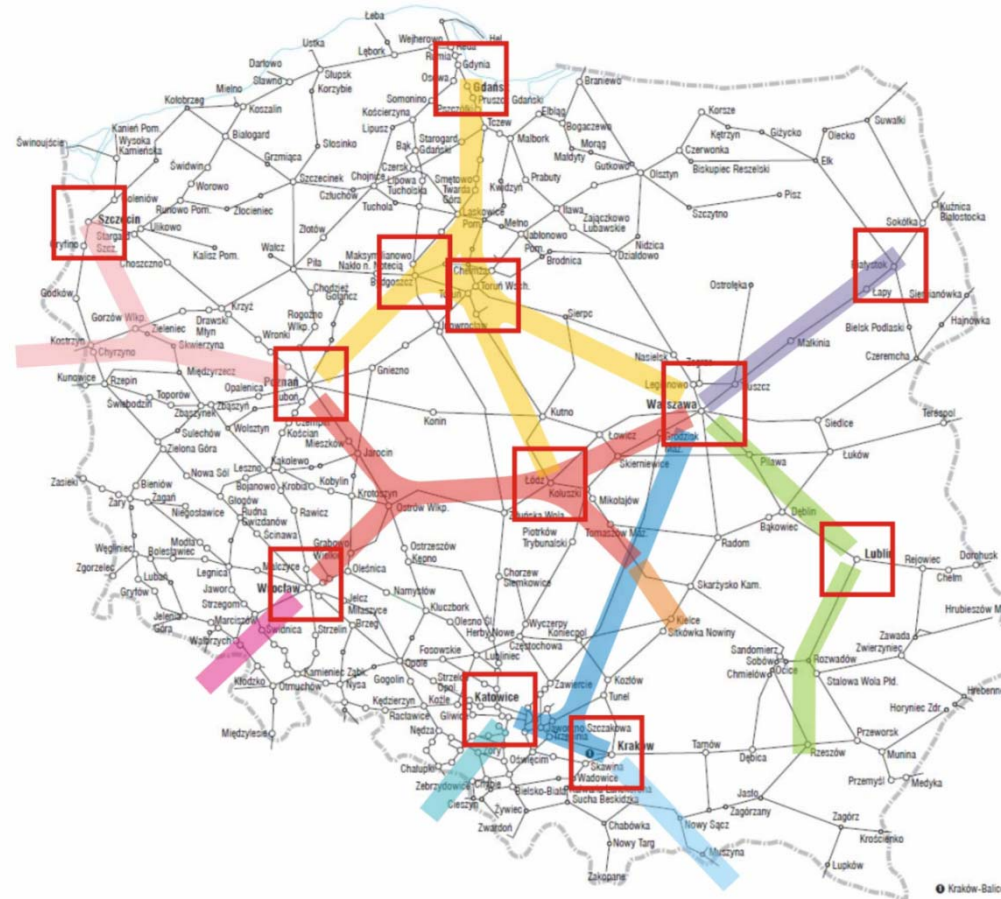 Łeba
Hel
Ustka
Wejherowo
Reda
Rumia
Gdynia
Lębork
Darłowo
Sławno
Słupsk
Korzybie
Osowa
Gdańsk
Pruszcz Gdański
Pszczółki
Braniewo
Mielno
Koszalin
Kołobrzeg
Somonino
Kościerzyna
Lipusz
Tczew
Elbląg
Bogaczewo
Korsze
Kętrzyn
Giżycko
Olecko
Suwałki
Świnoujście
Kamień Pom.
Wysoka
Kamieńska
Białogard
Słosinko
Bąk
Starogard
Gdański
Malbork
Morąg
Małdyty
Gutkowo
Czerwonka
Biskupiec Reszelski
Ełk
Świdwin
Grzmiąca
Szczecinek
Chojnice
Czersk
Lipowa
Tucholska
Smętowo
Twarda
Góra
Kwidzyn
Prabuty
Olsztyn
Pisz
Goleniów
Worowo
Runowo Pom.
Złocieniec
Człuchów
Tuchola
Laskowice
Pom.
Iława
Zajączkowo
Lubawskie
Szczytno
Kuźnica
Białostocka
Sokółka
Szczecin
Stargard
Szcz.
Gryfino
Ulikowo
Kalisz Pom.
Wałcz
Złotów
Maksymilianowo
Nakło n. Notecią
Bydgoszcz
Mełno
Jabłonowo
Pom.
Brodnica
Nidzica
Działdowo
Białystok
Łapy
Choszczno
Piła
Chełmża
Toruń Wsch.
Toruń
Ostrołęka
Siemianówka
Hajnówka
Godków
Gorzów Wlkp.
Krzyż
Drawski
Młyn
Chodzież
Gołańcz
Rogoźno
Wlkp.
Inowrocław
Sierpc
Bielsk Podlaski
Kostrzyn
Chyrzyno
Zieleniec
Skwierzyna
Wronki
Nasielsk
Małkinia
Czeremcha
Kunowice
Rzepin
Międzyrzecz
Toporów
Świebodzin
Zbąszynek
Zbąszyń
Opalenica
Poznań
Luboń
Gniezno
Legionowo
Tłuszcz
Warszawa
Konin
Kutno
Siedlce
Terespol
Sulechów
Zielona Góra
Wolsztyn
Czempiń
Kościan
Mieszków
Jarocin
Łowicz
Skierniewice
Grodzisk
Maz.
Pilawa
Łuków
Zasieki
Bieniów
Nowa Sól
Leszno
Kąkolewo
Bojanowo
Krobia
Kobylin
Krotoszyn
Ostrów Wlkp.
Łódź
Koluszki
Mikołajów
Żary
Żagań
Niegosławice
Głogów
Rudna
Gwizdanów
Rawicz
Zduńska Wola
Piotrków
Trybunalski
Tomaszów Maz.
Dęblin
Bąkowiec
Radom
Węgliniec
Bolesławiec
Modła
Ścinawa
Grabowo
Wielkie
Ostrzeszów
Kępno
Lublin
Rejowiec
Dorohusk
Chełm
Zgorzelec
Lubań
Gryfów
Legnica
Malczyce
Wrocław
Oleśnica
Namysłów
Chorzew
Siemkowice
Skarżysko Kam.
Jawor
Strzegom
Marciszów
Jelenia
Góra
Wałbrzych
Świdnica
Strzelin
Jelcz
Miłoszyce
Brzeg
Kluczbork
Olesno Śl.
Wyczerpy
Herby Nowe
Częstochowa
Koniecpol
Kielce
Sitkówka Nowiny
Hrubieszów M
Zawada
Zwierzyniec
Kłodzko
Otmuchów
Kamieniec Ząbk.
Nysa
Fosowskie
Opole
Gogolin
Lubliniec
Strzelce
Opol.
Sandomierz
Sobów
Ocice
Chmielów
Rozwadów
Stalowa Wola Płd.
Zawiercie
Kozłów
Tunel
Hrebenne
Horyniec Zdr.
Międzylesie
Kędzierzyn
Koźle
Racławice
Gliwice
Katowice
Nędza
Jaworzno Szczakowa
Trzebinia
Kraków
Skawina
Oświęcim
Żory
Tarnów
Dębica
Rzeszów
Przeworsk
Munina
Medyka
Przemyśl
Chałupki
Zebrzydowice
Cieszyn
Bielsko-Biała
Wadowice
Sucha Beskidzka
Żywiec
Zwardoń
Chabówka
Nowy Targ
Zakopane
Nowy Sącz
Muszyna
Jasło
Zagórzany
Zagórz
Krościenko
Łupków
Kraków-Balice